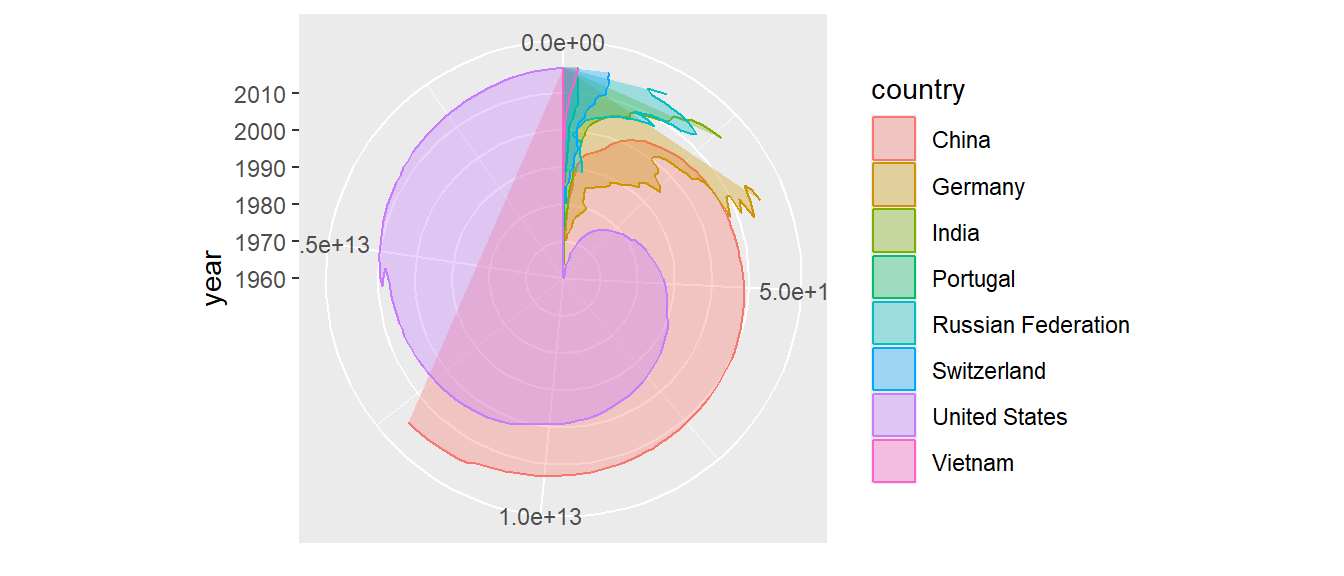 0.0e+00
2010
2000
1990
1980
1970
1960
year
.5e+13
5.0e+1
1.0e+13
country
China
Germany
India
Portugal
Russian Federation
Switzerland
United States
Vietnam